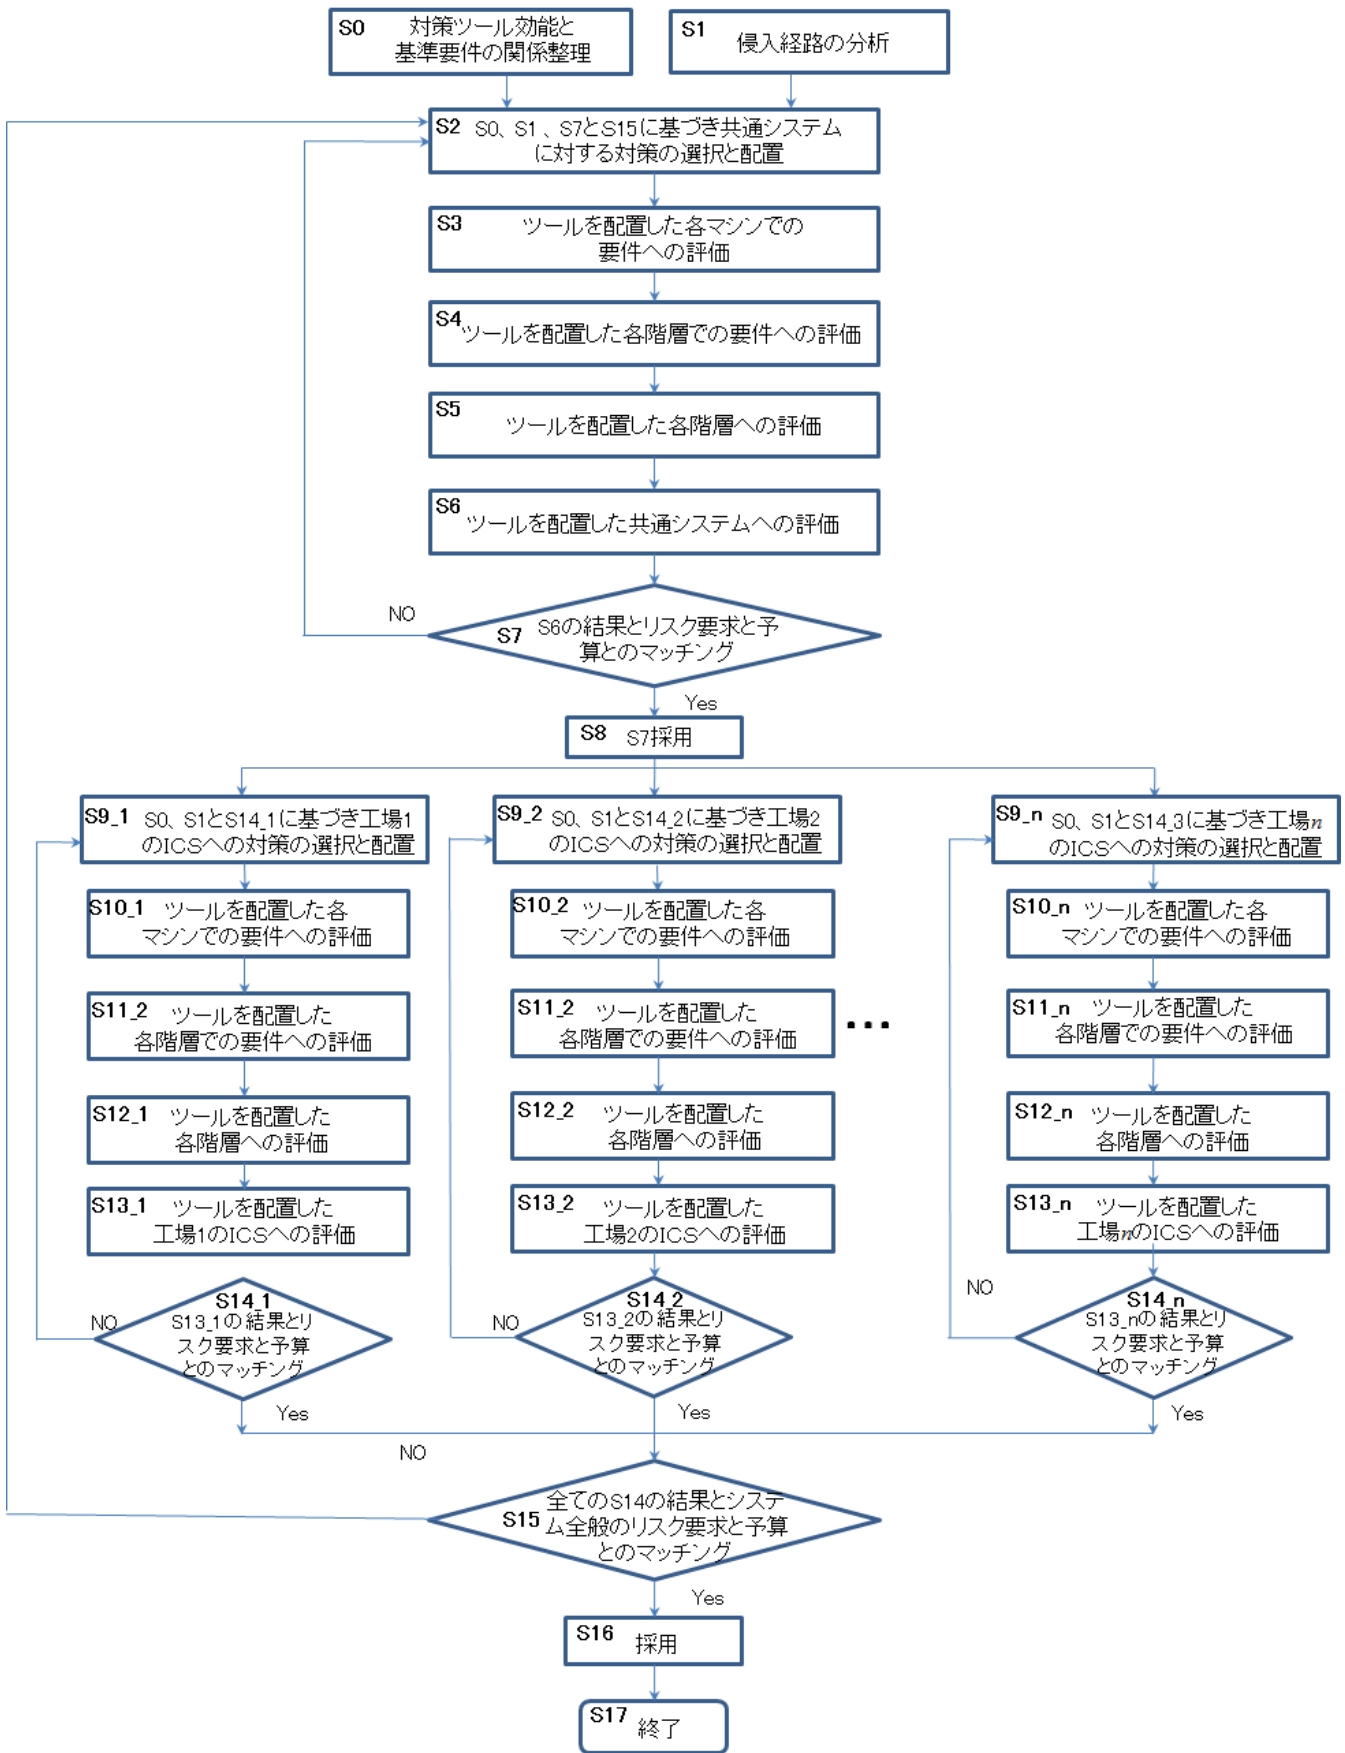 S0 対策ツール効能と
基準要件の関係整理
S1 侵入経路の分析
S2 S0、S1、S7とS15に基づき共通システム
に対する対策の選択と配置
S3 ツールを配置した各マシンでの
要件への評価
S4 ツールを配置した各階層での要件への評価
S5 ツールを配置した各階層への評価
S6 ツールを配置した共通システムへの評価
NO
S7 S6の結果とリスク要求と予
算とのマッチング
Yes
S8 S7採用
S9_1 S0、S1とS14_1に基づき工場1
のICSへの対策の選択と配置
S9_2 S0、S1とS14_2に基づき工場2
のICSへの対策の選択と配置
S9_n S0、S1とS14_3に基づき工場n
のICSへの対策の選択と配置
S10_1 ツールを配置した各
マシンでの要件への評価
S10_2 ツールを配置した各
マシンでの要件への評価
S10_n ツールを配置した各
マシンでの要件への評価
S11_2 ツールを配置した
各階層での要件への評価
S11_2 ツールを配置した
各階層での要件への評価
...
S11_n ツールを配置した
各階層での要件への評価
S12_1 ツールを配置した
各階層への評価
S12_2 ツールを配置した
各階層への評価
S12_n ツールを配置した
各階層への評価
S13_1 ツールを配置した
工場1のICSへの評価
S13_2 ツールを配置した
工場2のICSへの評価
S13_n ツールを配置した
工場nのICSへの評価
NO
S14_1
S13_1の結果とリ
スク要求と予算
とのマッチング
Yes
NO
S14_2
S13_2の結果とリ
スク要求と予算
とのマッチング
Yes
NO
S14_n
S13_nの結果とリ
スク要求と予算
とのマッチング
Yes
NO
全てのS14の結果とシステ
S15 ム全般のリスク要求と予算
とのマッチング
Yes
S16 採用
S17 終了